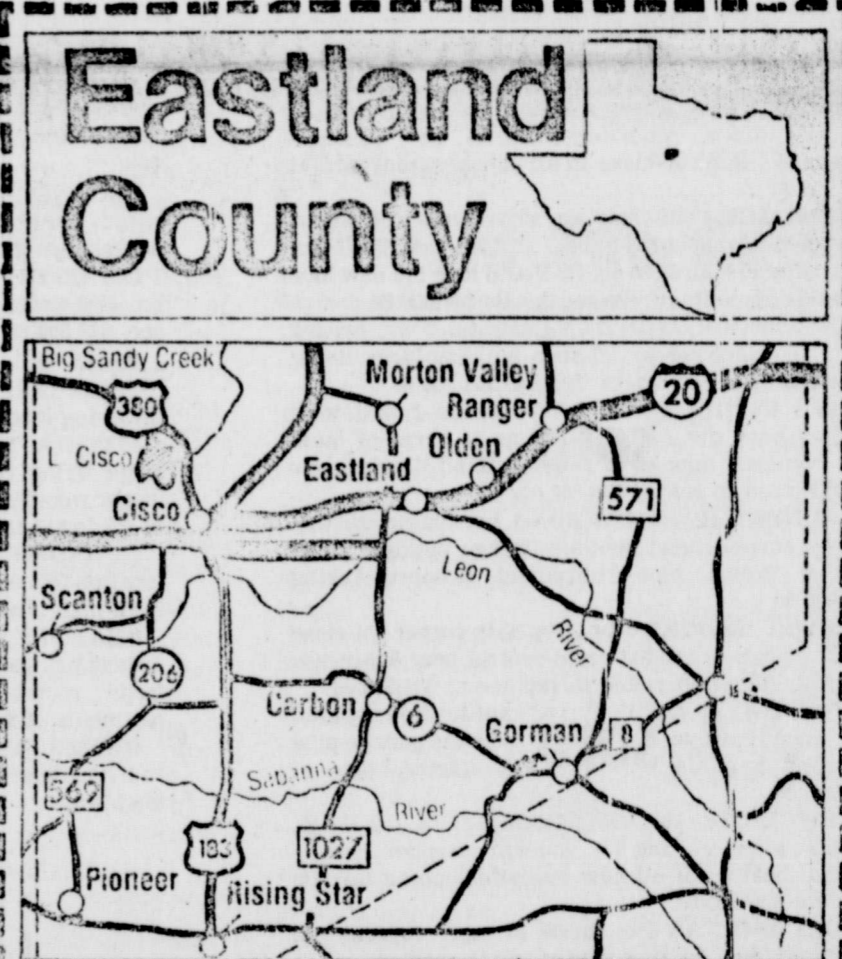 Eastland
County
Big Sandy Creek
380
Morton Valley
Ranger
20
L Cisco
Olden
Eastland
571
Cisco
Leon
River
Scanton
206
Carbon
6
Gorman
8
Sabanna
River
569
183
1027
Pioneer
Rising Star